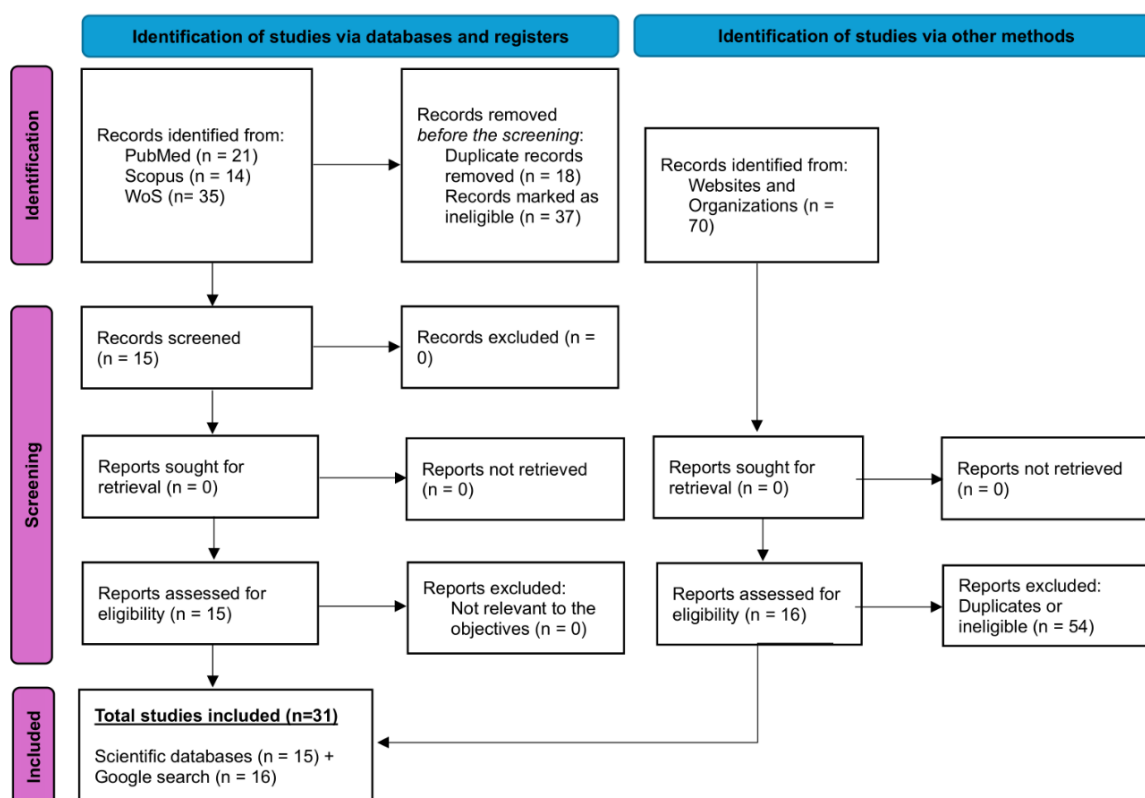 Identification of studies via databases and registers
Identification of studies via other methods
Identification
Records identified from:
PubMed (n = 21)
Scopus (n = 14)
WoS (n= 35)
Records removed
before the screening:
Duplicate records
removed (n = 18)
Records marked as
ineligible (n = 37)
Records identified from:
Websites and
Organizations (n =
70)
Screening
Records screened
(n = 15)
Records excluded (n =
0)
Reports sought for
retrieval (n = 0)
Reports not retrieved
(n = 0)
Reports sought for
retrieval (n = 0)
Reports not retrieved
(n = 0)
Reports assessed for
eligibility (n = 15)
Reports excluded:
Not relevant to the
objectives (n = 0)
Reports assessed for
eligibility (n = 16)
Reports excluded:
Duplicates or
ineligible (n = 54)
Included
Total studies included (n=31)
Scientific databases (n = 15) +
Google search (n = 16)